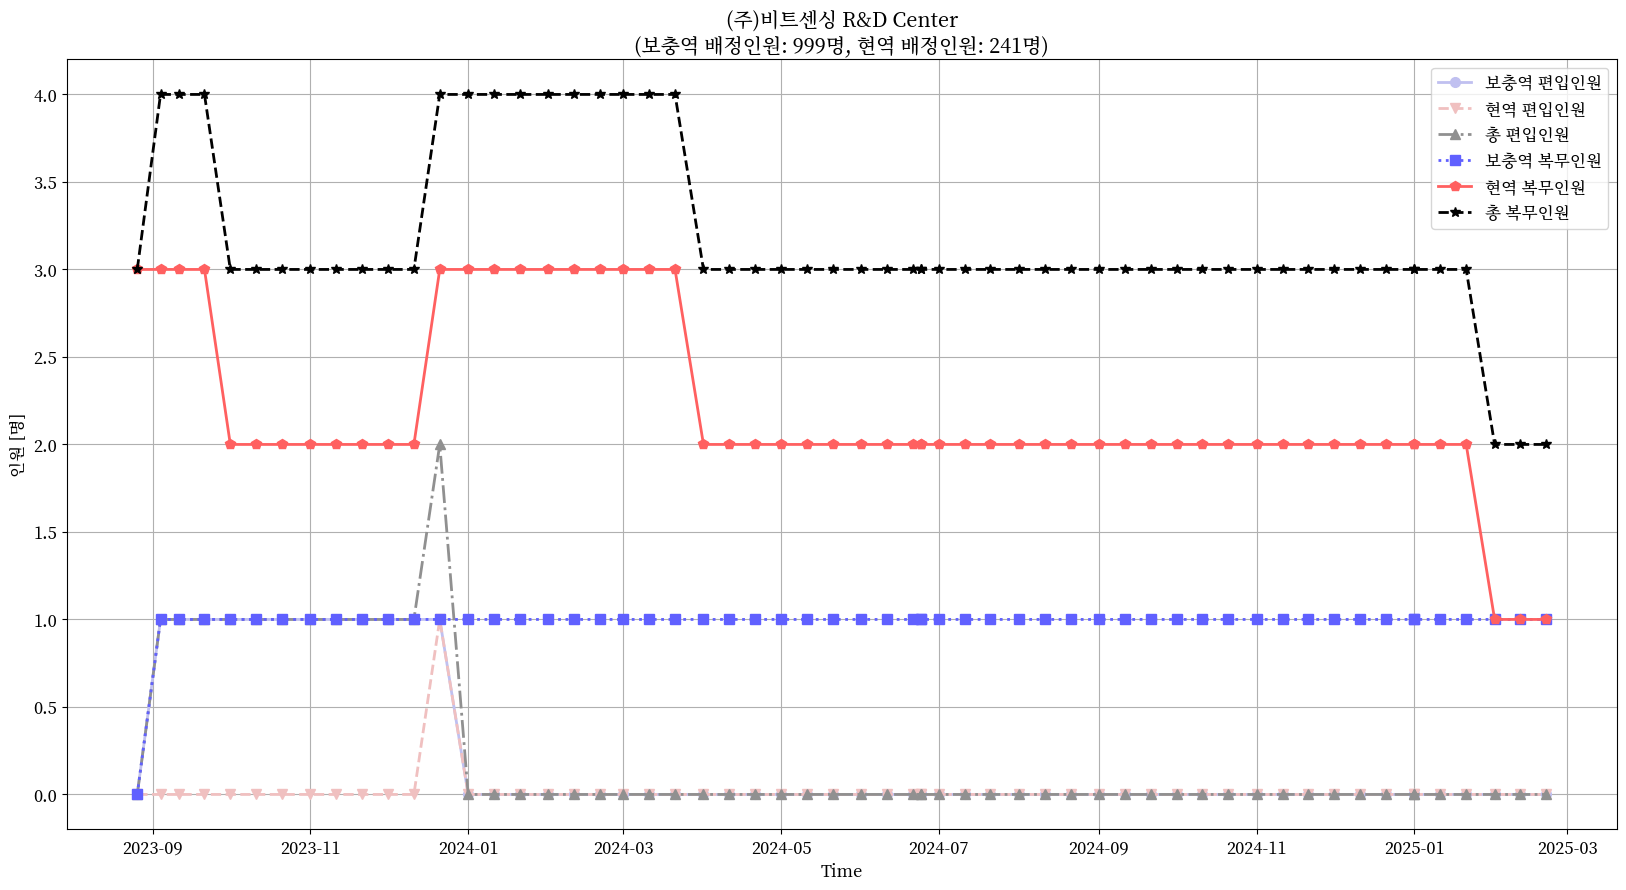 (주)비트센싱 R&D Center
(보충역 배정인원: 999명, 현역 배정인원: 241명)
보충역 편입인원
현역 편입인원
총 편입인원
보충역 복무인원
현역 복무인원
총 복무인원
4.0
3.5
3.0
2.5
2.0
1.5
1.0
0.5
0.0
인원 [명]
2023-09 2023-11 2024-01 2024-03 2024-05 2024-07 2024-09 2024-11 2025-01 2025-03
Time